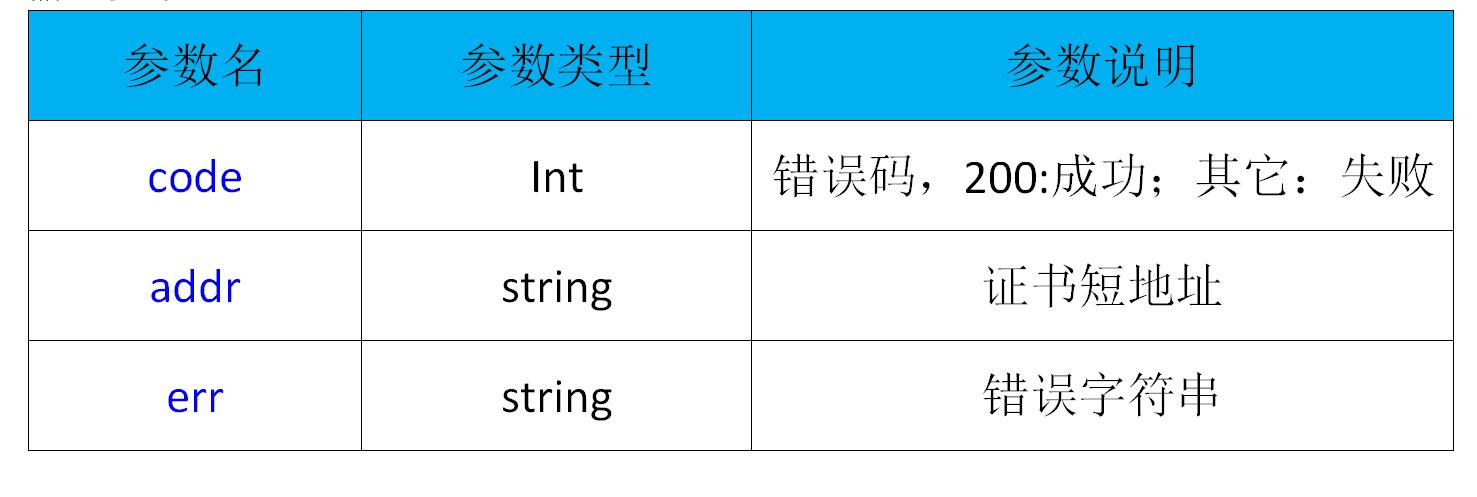 参数名 参数类型 参数说明
code Int 错误码，200:成功；其它：失败
addr string 证书短地址
err string 错误字符串